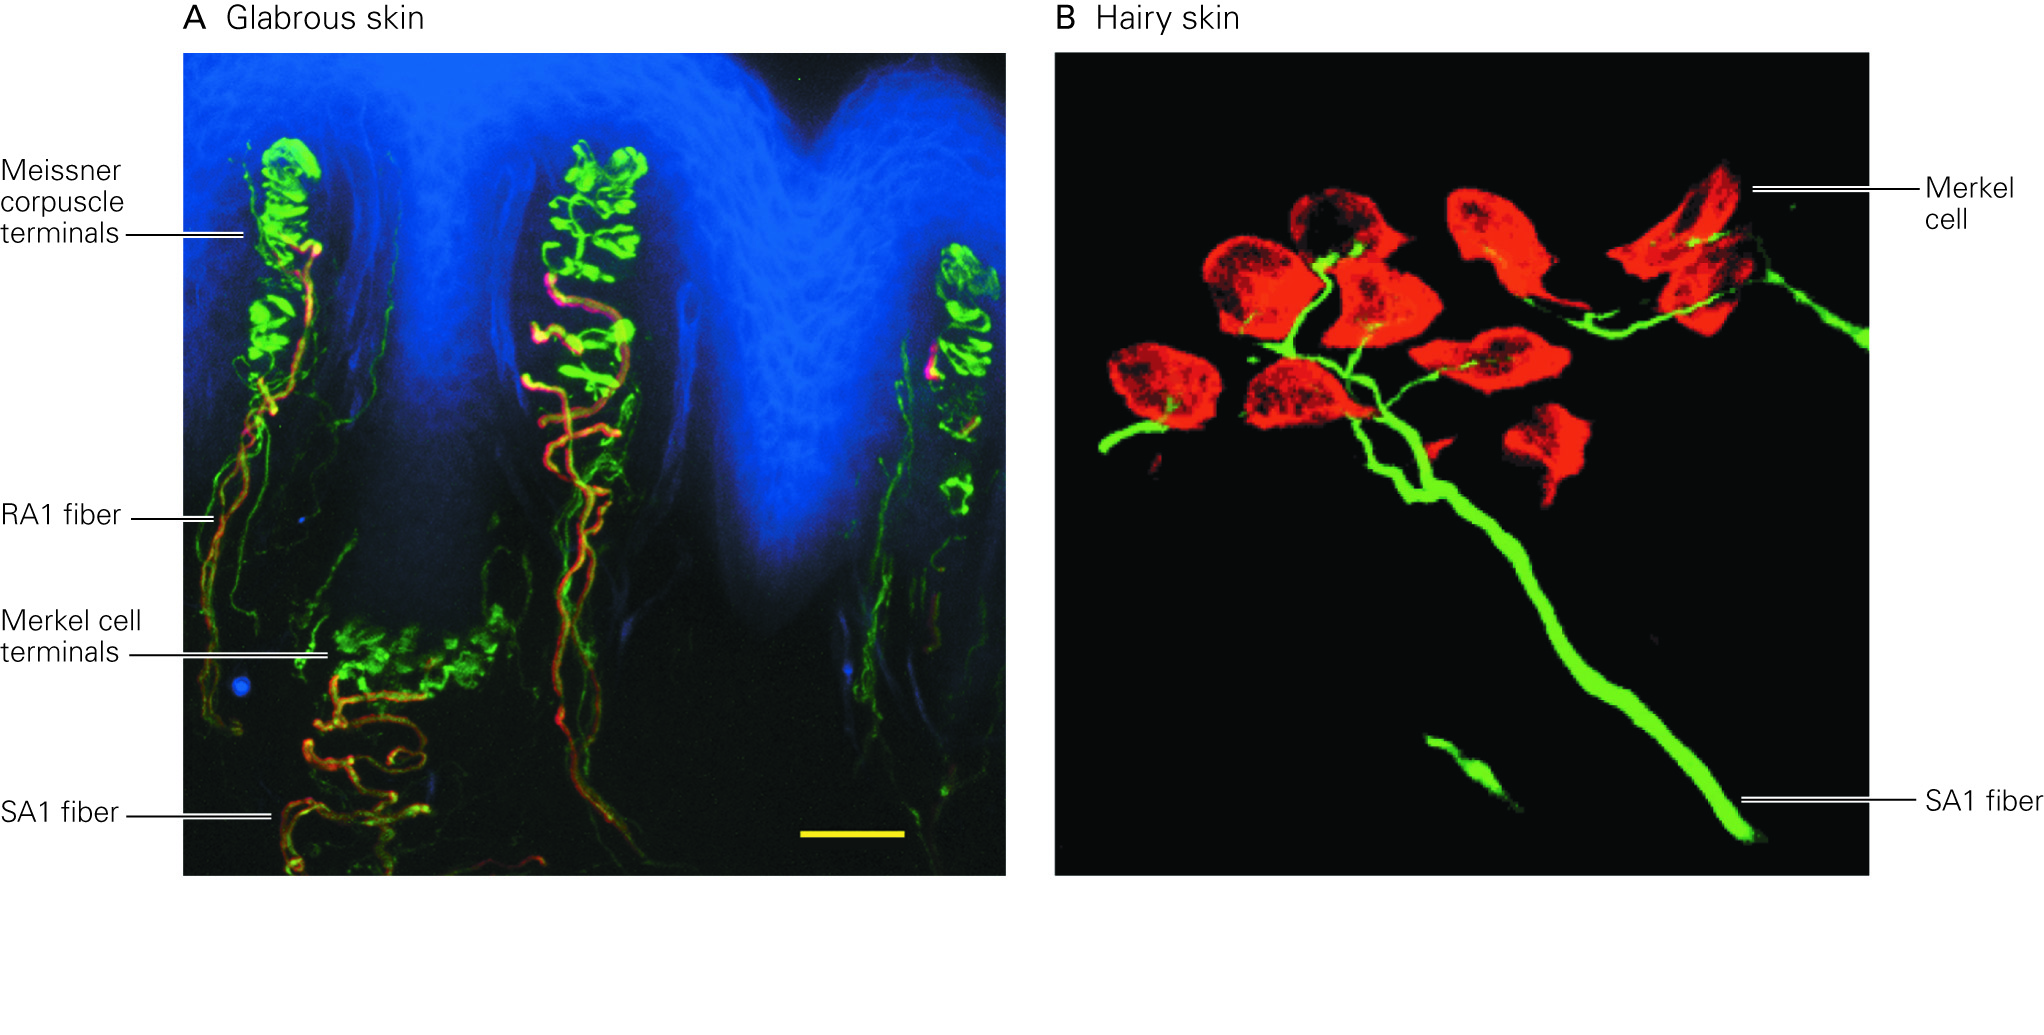 A Glabrous skin
Meissner
corpuscle
terminals
RA1 fiber
Merkel cell
terminals
SA1 fiber
B Hairy skin
Merkel
cell
SA1 fiber